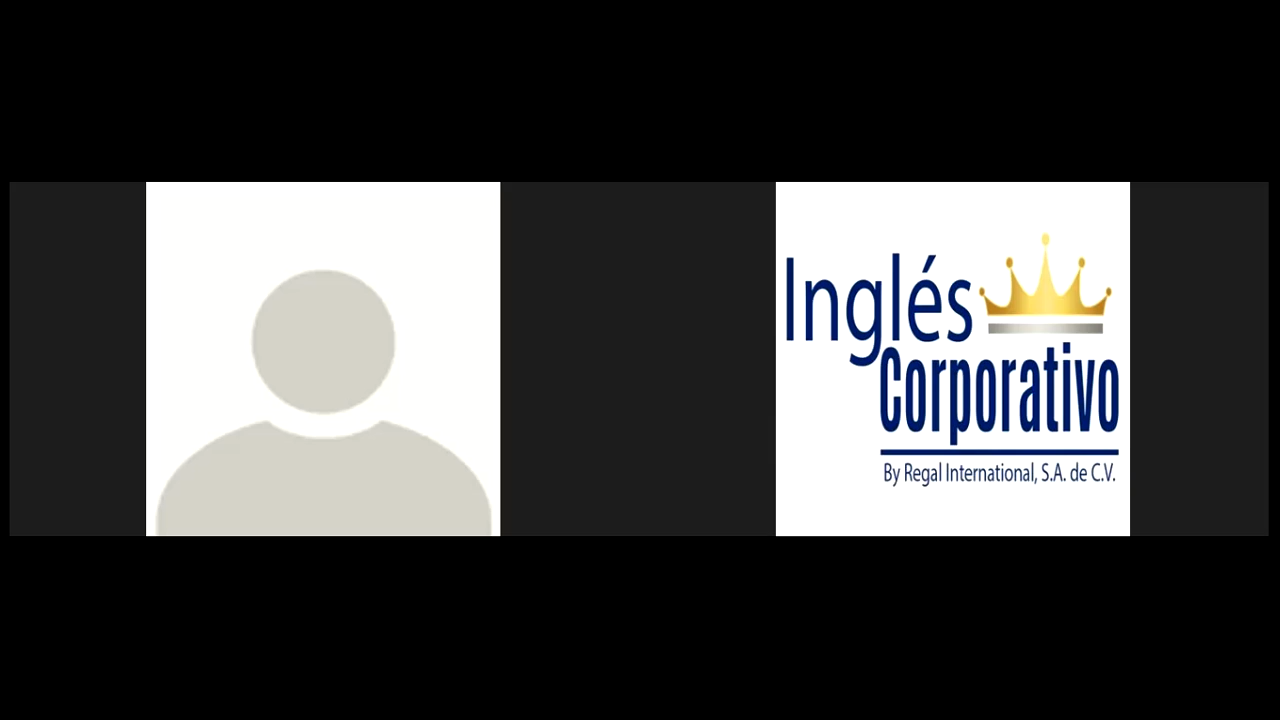 Inglés
Corporativo
By Regal International, S.A. de C.V.